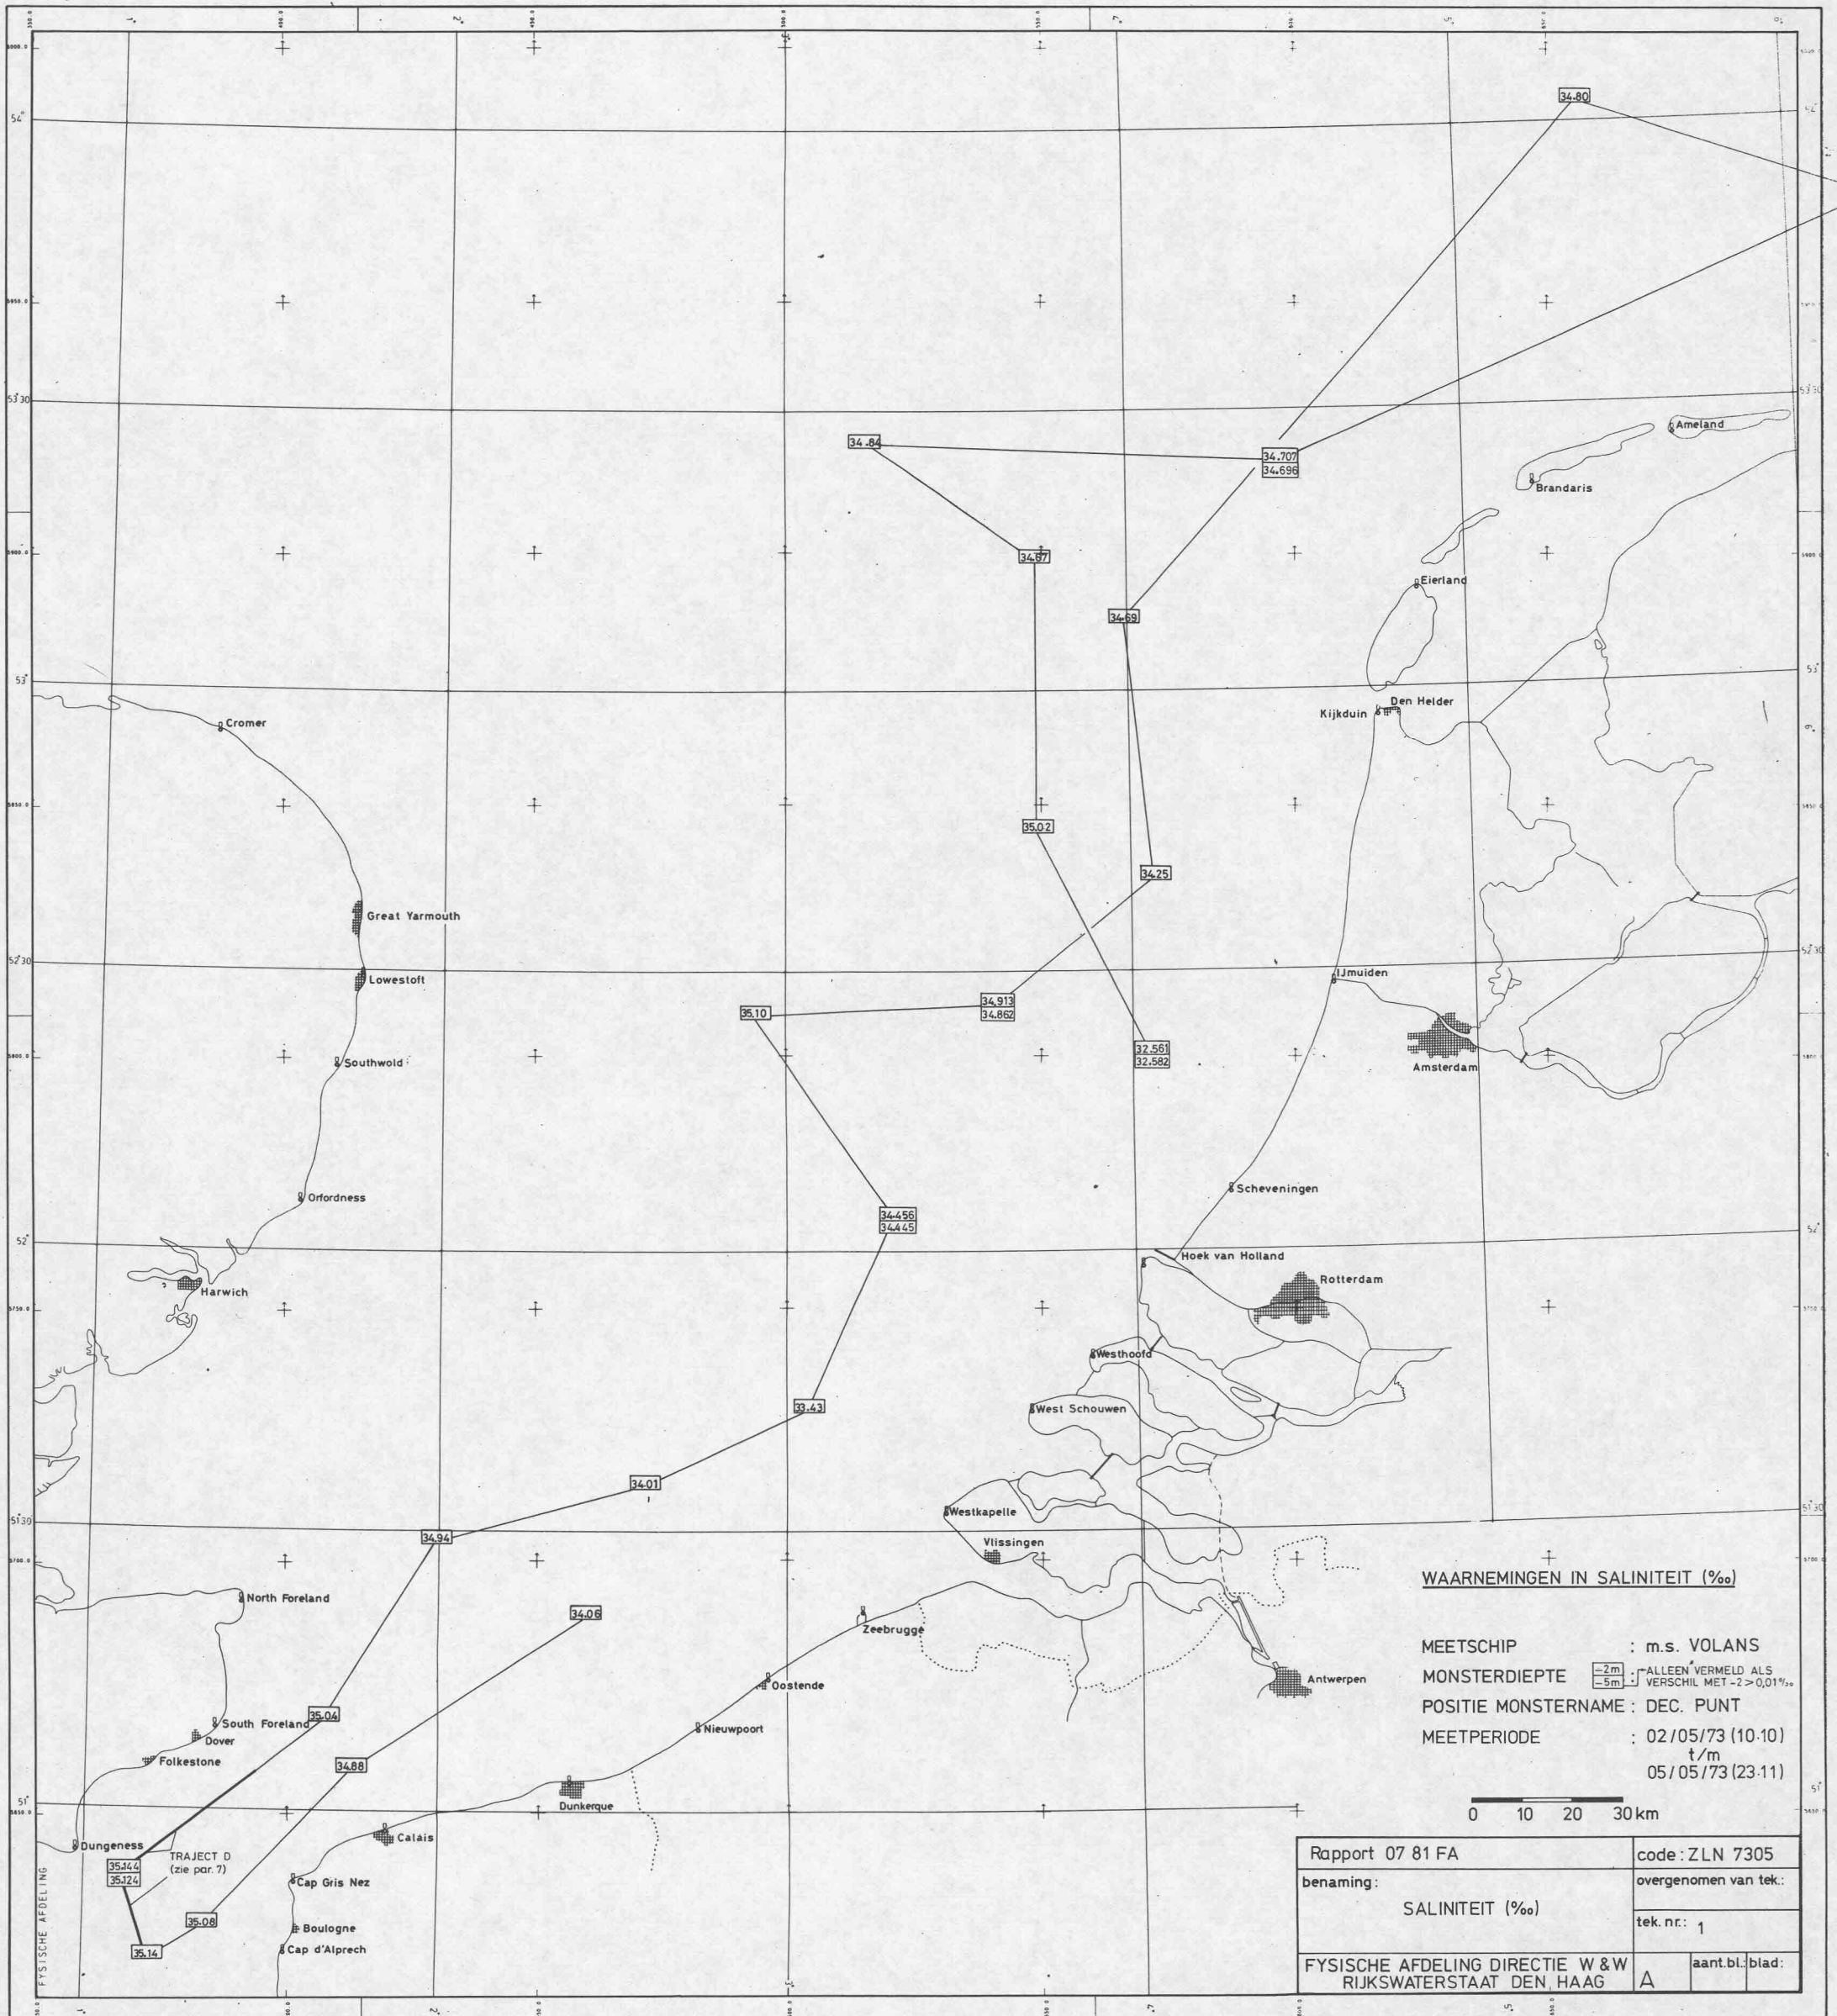 34.80
54°
53°30
34.84
34.707
34.696
Ameland
Brandaris
34.67
34.69
Eierland
53°
53°
Cromer
Kijkduin
Den Helder
35.02
34.25
Great Yarmouth
52°30
52°30
Lowestoft
IJmuiden
35.10
34.913
34.862
32.561
32.582
Southwold
Amsterdam
Orfordness
Scheveningen
34.456
34.445
52°
52°
Hoek van Holland
Harwich
Rotterdam
Westhoofd
33.43
West Schouwen
34.01
Westkapelle
51°30
51°30
34.94
Vlissingen
North Foreland
34.06
Zeebrugge
Oostende
Antwerpen
35.04
South Foreland
Dover
Nieuwpoort
Folkestone
34.88
Dunkerque
51°
51°
Calais
Dungeness
TRAJECT D
(zie par. 7)
35.144
35.124
Cap Gris Nez
35.08
Boulogne
35.14
Cap d'Alprech
FYSISCHE AFDELING
WAARNEMINGEN IN SALINITEIT (‰)
MEETSCHIP : m.s. VOLANS
MONSTERDIEPTE -2m -5m : ALLEEN VERMELD ALS
VERSCHIL MET -2 > 0,01‰
POSITIE MONSTERNAME : DEC. PUNT
MEETPERIODE : 02/05/73 (10.10)
t/m
05/05/73 (23.11)
0 10 20 30 km
Rapport 07 81 FA
code: ZLN 7305
benaming:
overgenomen van tek.:
SALINITEIT (‰)
tek. nr.: 1
FYSISCHE AFDELING DIRECTIE W & W
RIJKSWATERSTAAT DEN HAAG
A
aant.bl.:
blad: